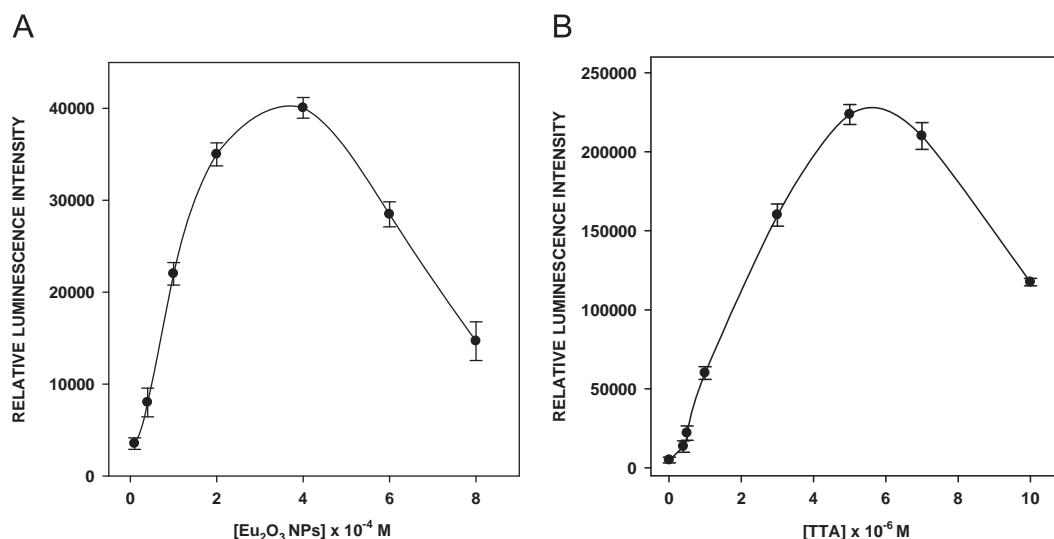 A
B
RELATIVE LUMINESCENCE INTENSITY
40000
30000
20000
10000
0
0 2 4 6 8
[Eu₂O₃ NPs] x 10⁻⁴ M
RELATIVE LUMINESCENCE INTENSITY
250000
200000
150000
100000
50000
0
0 2 4 6 8 10
[TTA] x 10⁻⁶ M